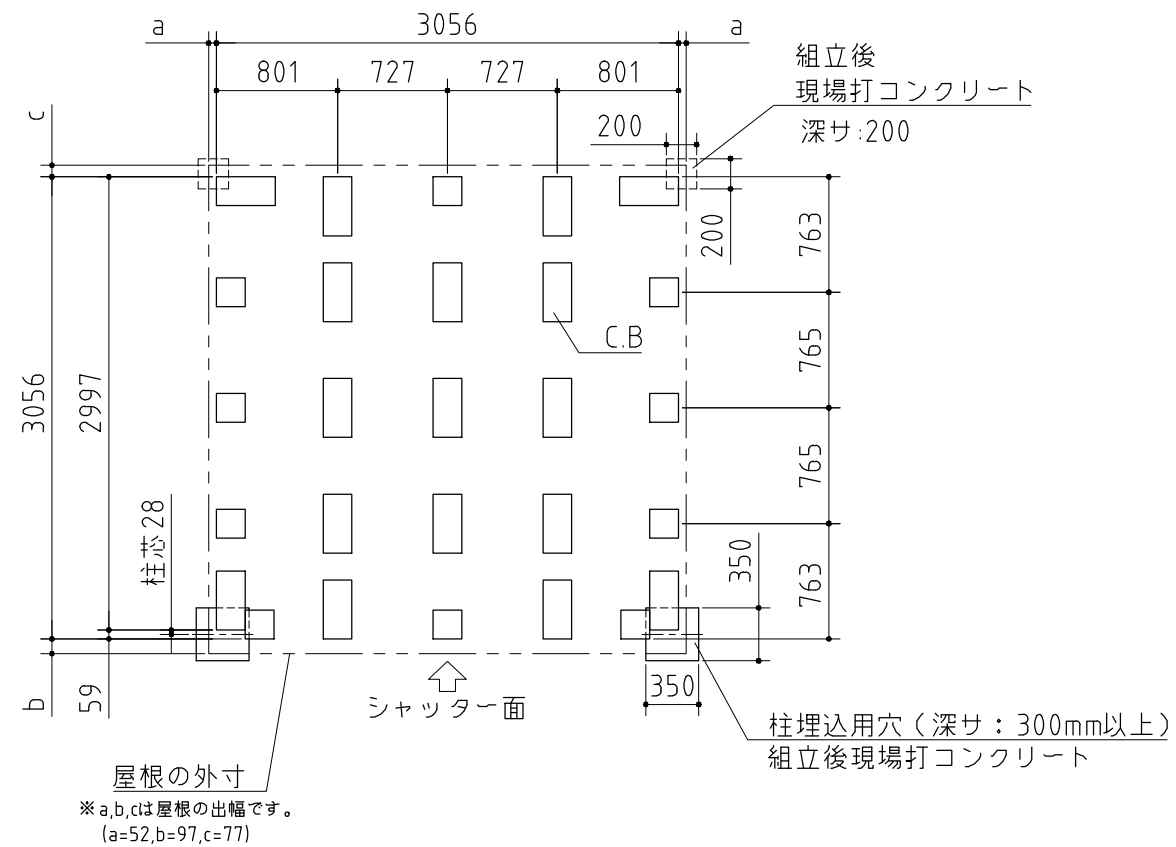 a
3056
a
801
727
727
801
組立後
現場打コンクリート
深サ:200
200
c
200
763
765
765
763
C.B
3056
2997
柱芯28
350
350
b
59
シャッター面
柱埋込用穴（深サ：300mm以上）
組立後現場打コンクリート
屋根の外寸
※a,b,cは屋根の出幅です。
(a=52,b=97,c=77)